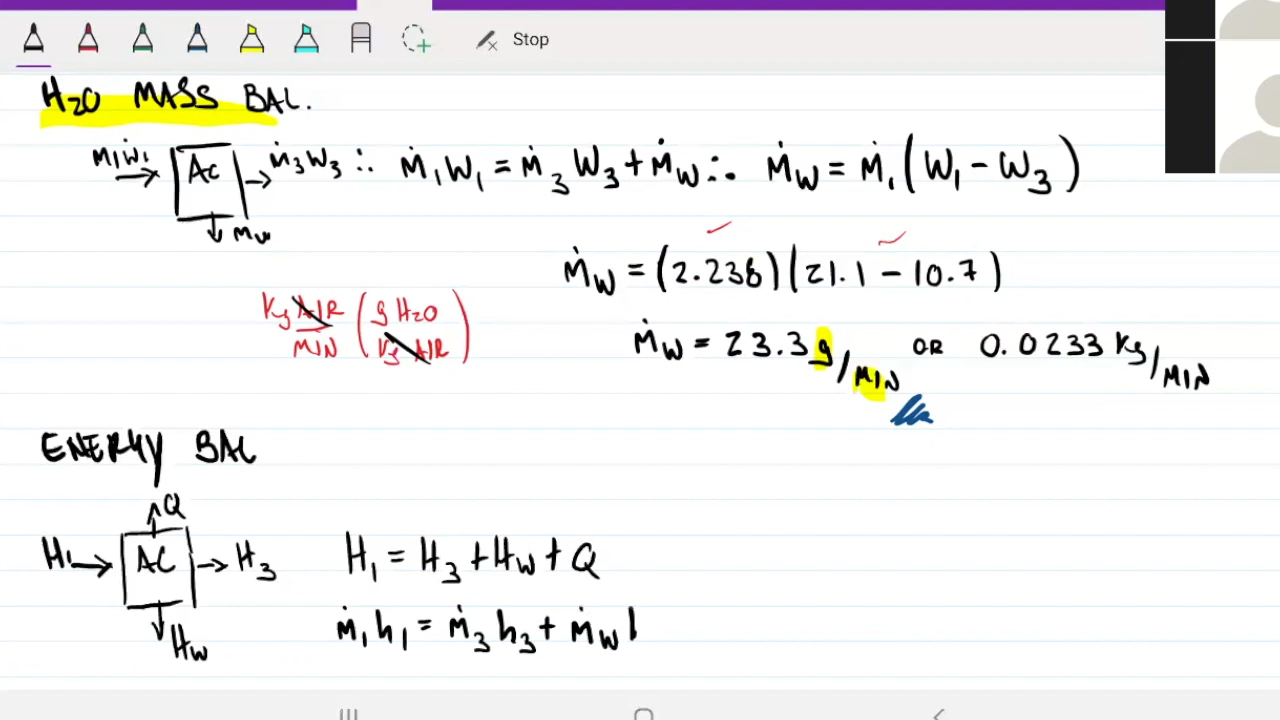 Stop
H2O MASS BAL.
ṁ1ẇ1 → AC → ṁ3W3 ∴ ṁ1W1 = ṁ3W3 + ṁW ∴ ṁW = ṁ1(W1 − W3)
↓ Mw
ṁW = (2.238)(21.1 − 10.7)
Kg AIR / MIN (g H2O / Kg AIR)
ṁW = 23.3 g/MIN OR 0.0233 Kg/MIN
ENERGY BAL
Q
H1 → AC → H3 H1 = H3 + HW + Q
HW
ṁ1h1 = ṁ3h3 + ṁW